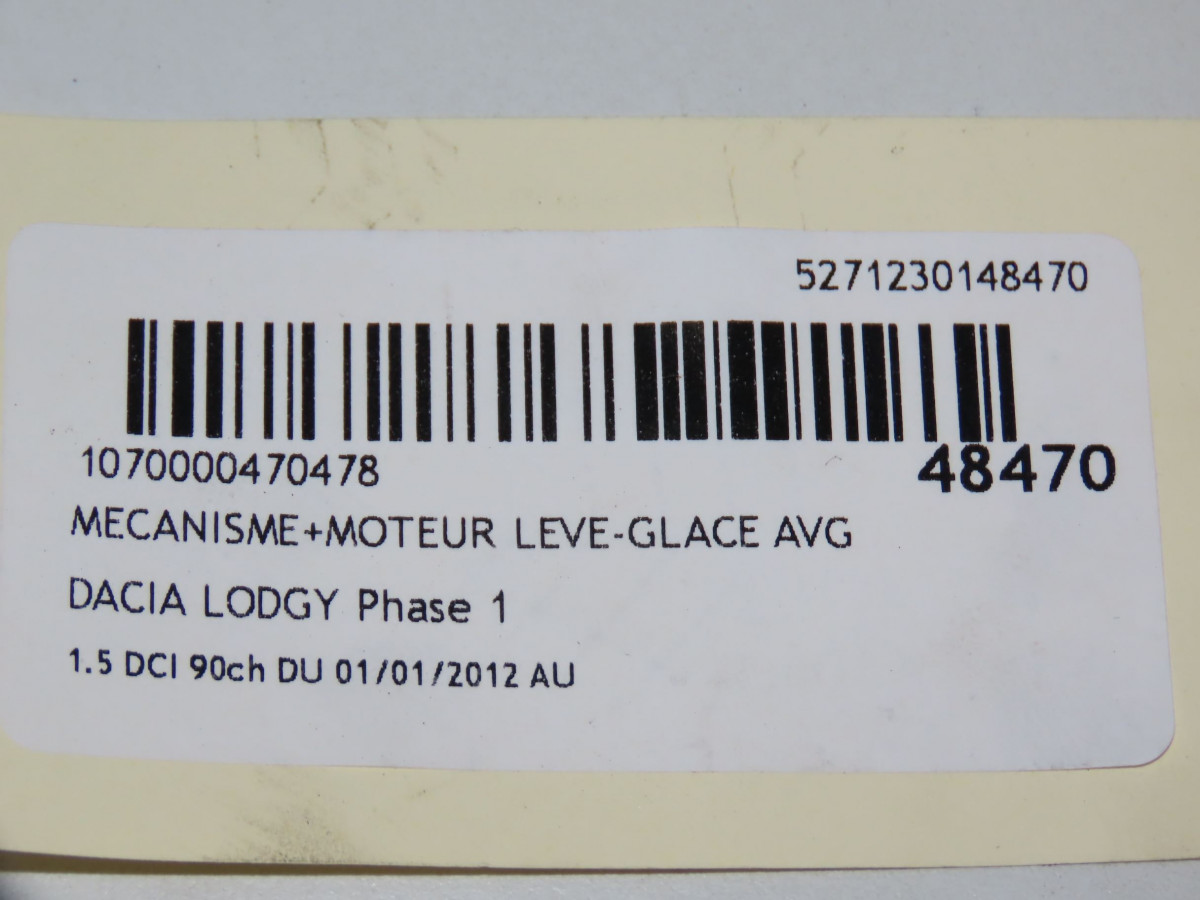 5271230148470
1070000470478
48470
MECANISME+MOTEUR LEVE-GLACE AVG
DACIA LODGY Phase 1
1.5 DCI 90ch DU 01/01/2012 AU